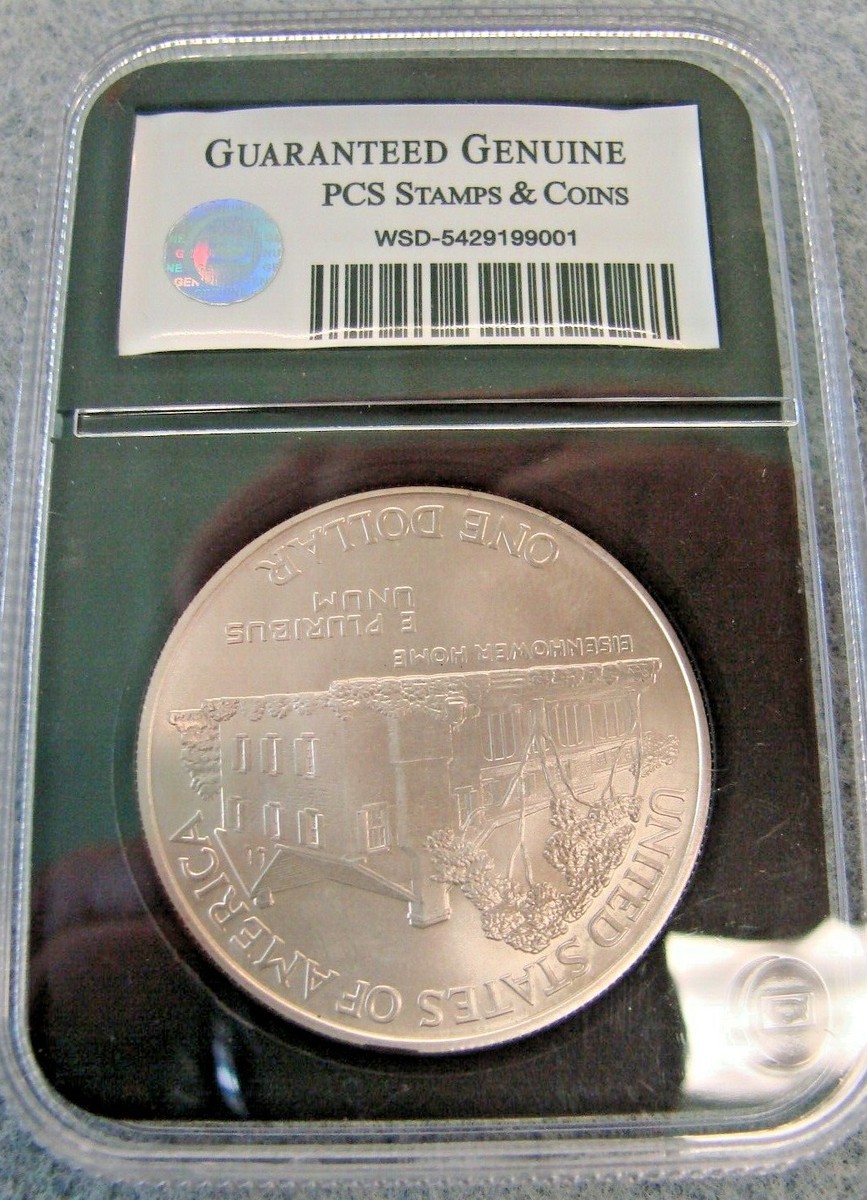 GUARANTEED GENUINE
PCS STAMPS & COINS
WSD-5429199001
UNITED STATES OF AMERICA
EISENHOWER HOME
E PLURIBUS
UNUM
ONE DOLLAR